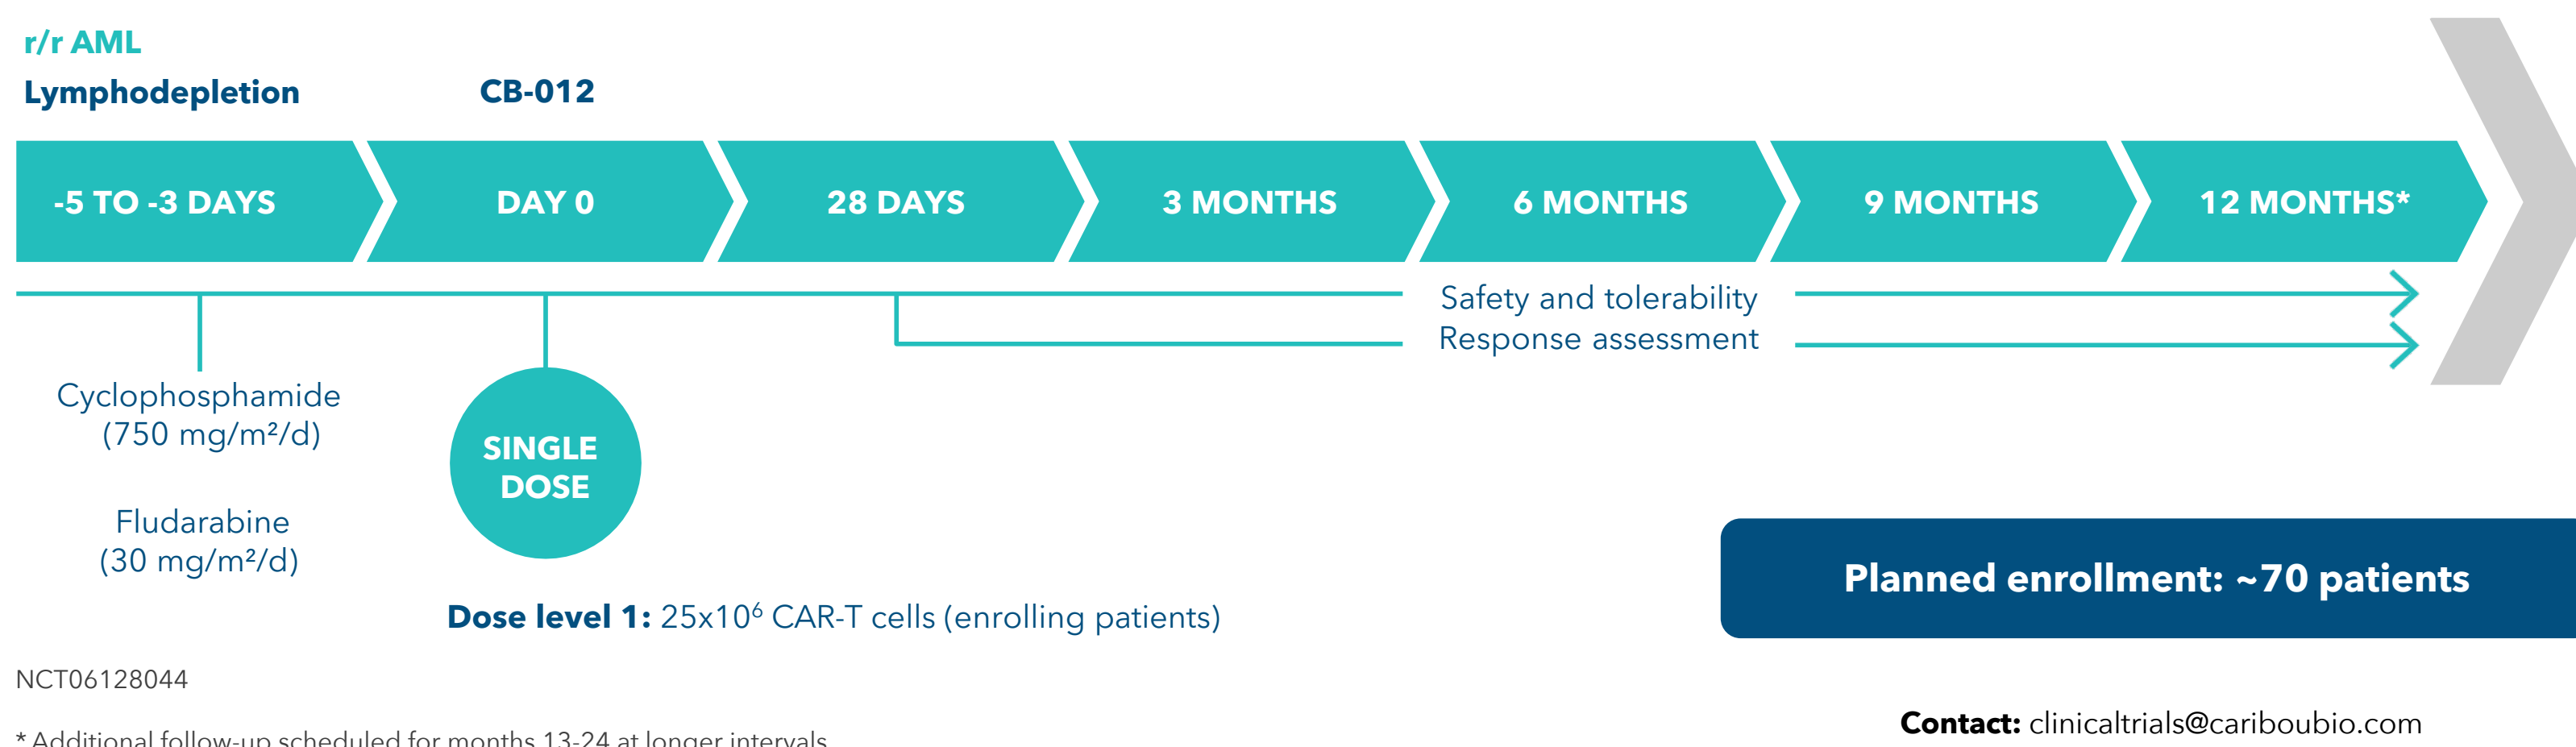 r/r AML
Lymphodepletion
CB-012
-5 TO -3 DAYS
DAY 0
28 DAYS
3 MONTHS
6 MONTHS
9 MONTHS
12 MONTHS*
Safety and tolerability
Response assessment
Cyclophosphamide
(750 mg/m²/d)
Fludarabine
(30 mg/m²/d)
SINGLE
DOSE
Dose level 1: 25x10⁶ CAR-T cells (enrolling patients)
Planned enrollment: ~70 patients
NCT06128044
Contact: clinicaltrials@cariboubio.com
* Additional follow-up scheduled for months 13-24 at longer intervals